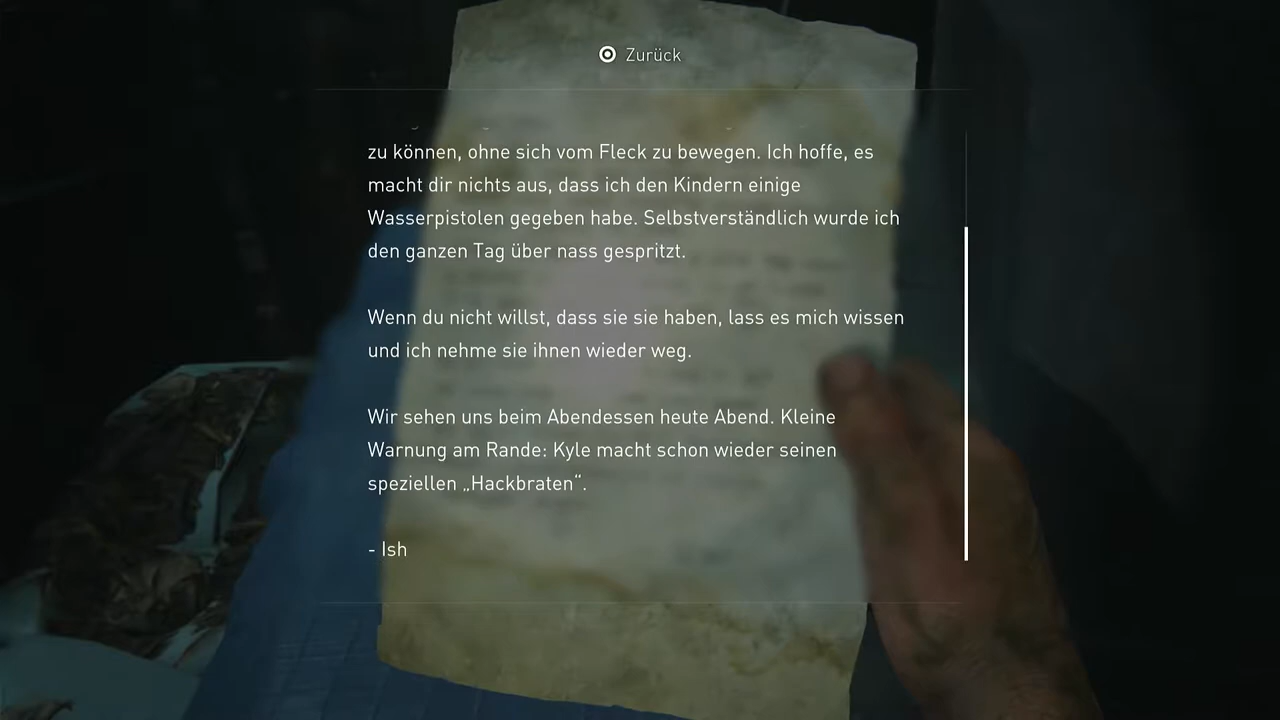 Zurück
zu können, ohne sich vom Fleck zu bewegen. Ich hoffe, es
macht dir nichts aus, dass ich den Kindern einige
Wasserpistolen gegeben habe. Selbstverständlich wurde ich
den ganzen Tag über nass gespritzt.
Wenn du nicht willst, dass sie sie haben, lass es mich wissen
und ich nehme sie ihnen wieder weg.
Wir sehen uns beim Abendessen heute Abend. Kleine
Warnung am Rande: Kyle macht schon wieder seinen
speziellen „Hackbraten“.
- Ish